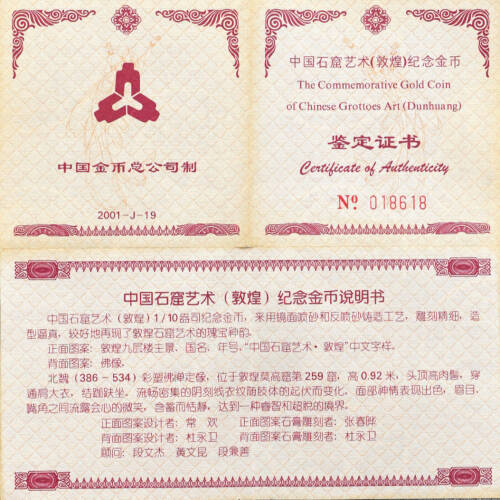 中国金币总公司制
2001-J-19
中国石窟艺术(敦煌)纪念金币
The Commemorative Gold Coin
of Chinese Grottoes Art (Dunhuang)
鉴定证书
Certificate of Authenticity
№ 018618
中国石窟艺术(敦煌)纪念金币说明书
中国石窟艺术(敦煌)1/10盎司纪念金币,采用镜面喷砂和反喷砂铸造工艺,雕刻精细,造
型逼真,较好地再现了敦煌石窟艺术的瑰宝神韵。
正面图案:敦煌九层楼主景,国名,年号,“中国石窟艺术·敦煌”中文字样。
背面图案:佛像。
北魏(386-534)彩塑佛禅定像,位于敦煌莫高窟第259窟,高0.92米,头顶高肉髻,穿
通肩大衣,结跏趺坐,流畅密集的阴刻线衣纹随肢体的起伏而变化,面部神情表现出色,眉目、
嘴角之间流露会心的微笑,含蓄而恬静,达到一种睿智和超脱的境界。
正面图案设计者:常 欢 正面图案石膏雕刻者:张春晔
背面图案设计者:杜永卫 背面图案石膏雕刻者:杜永卫
顾问:段文杰 黄文昆 段兼善